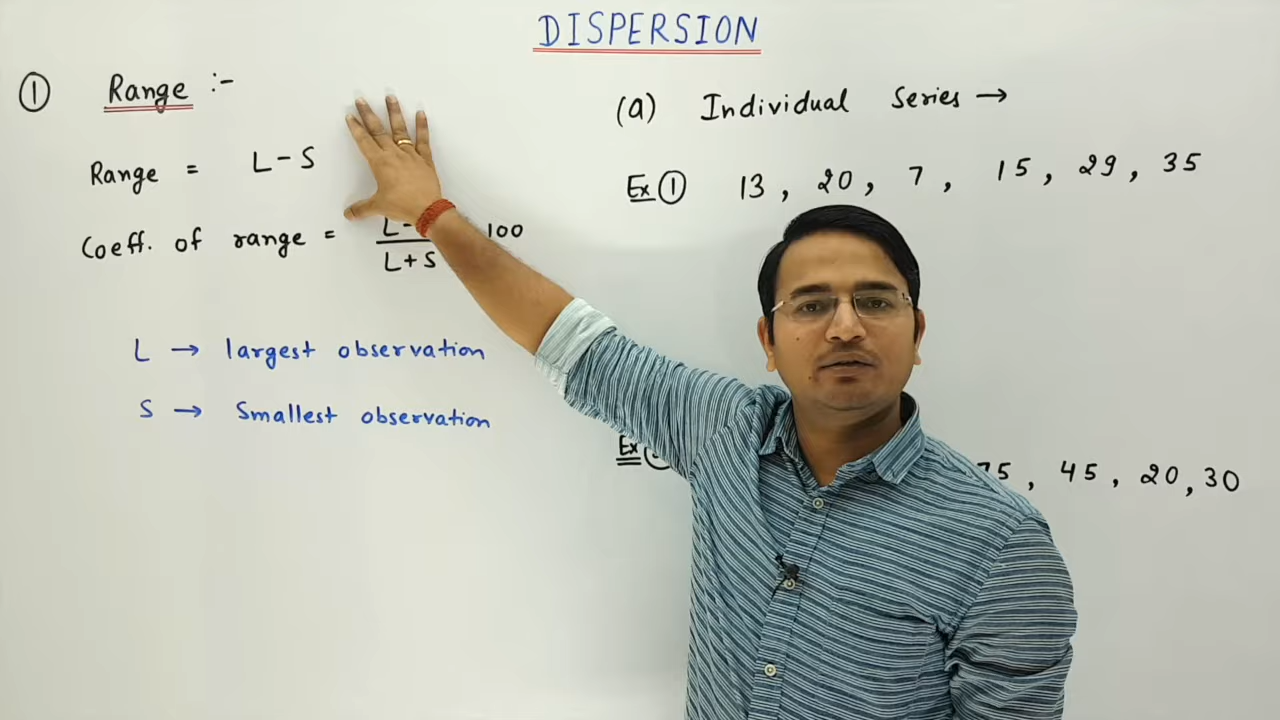 DISPERSION
① Range :-
Range = L - S
Coeff. of range = L - 100
L + S
L → largest observation
S → Smallest observation
(a) Individual Series →
Ex ① 13 , 20 , 7 , 15 , 29 , 35
Ex 45 , 20 , 30